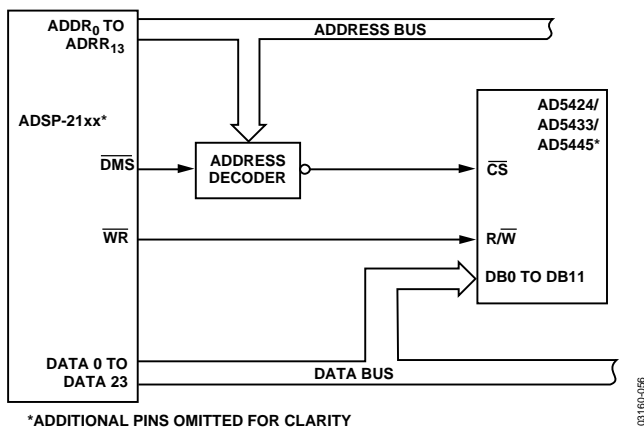 ADDR0 TO
ADRR13
ADDRESS BUS
ADSP-21xx*
AD5424/
AD5433/
AD5445*
DMS
ADDRESS
DECODER
CS
WR
R/W
DB0 TO DB11
DATA 0 TO
DATA 23
DATA BUS
*ADDITIONAL PINS OMITTED FOR CLARITY
03160-056